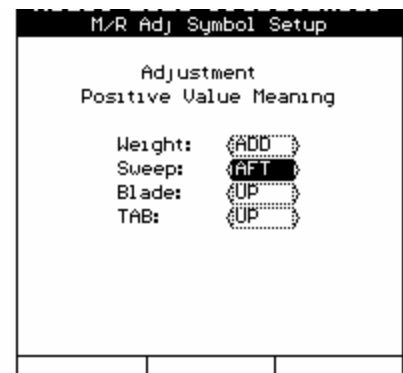 M/R Adj Symbol Setup
Adjustment
Positive Value Meaning
Weight: ADD
Sweep: AFT
Blade: UP
TAB: UP